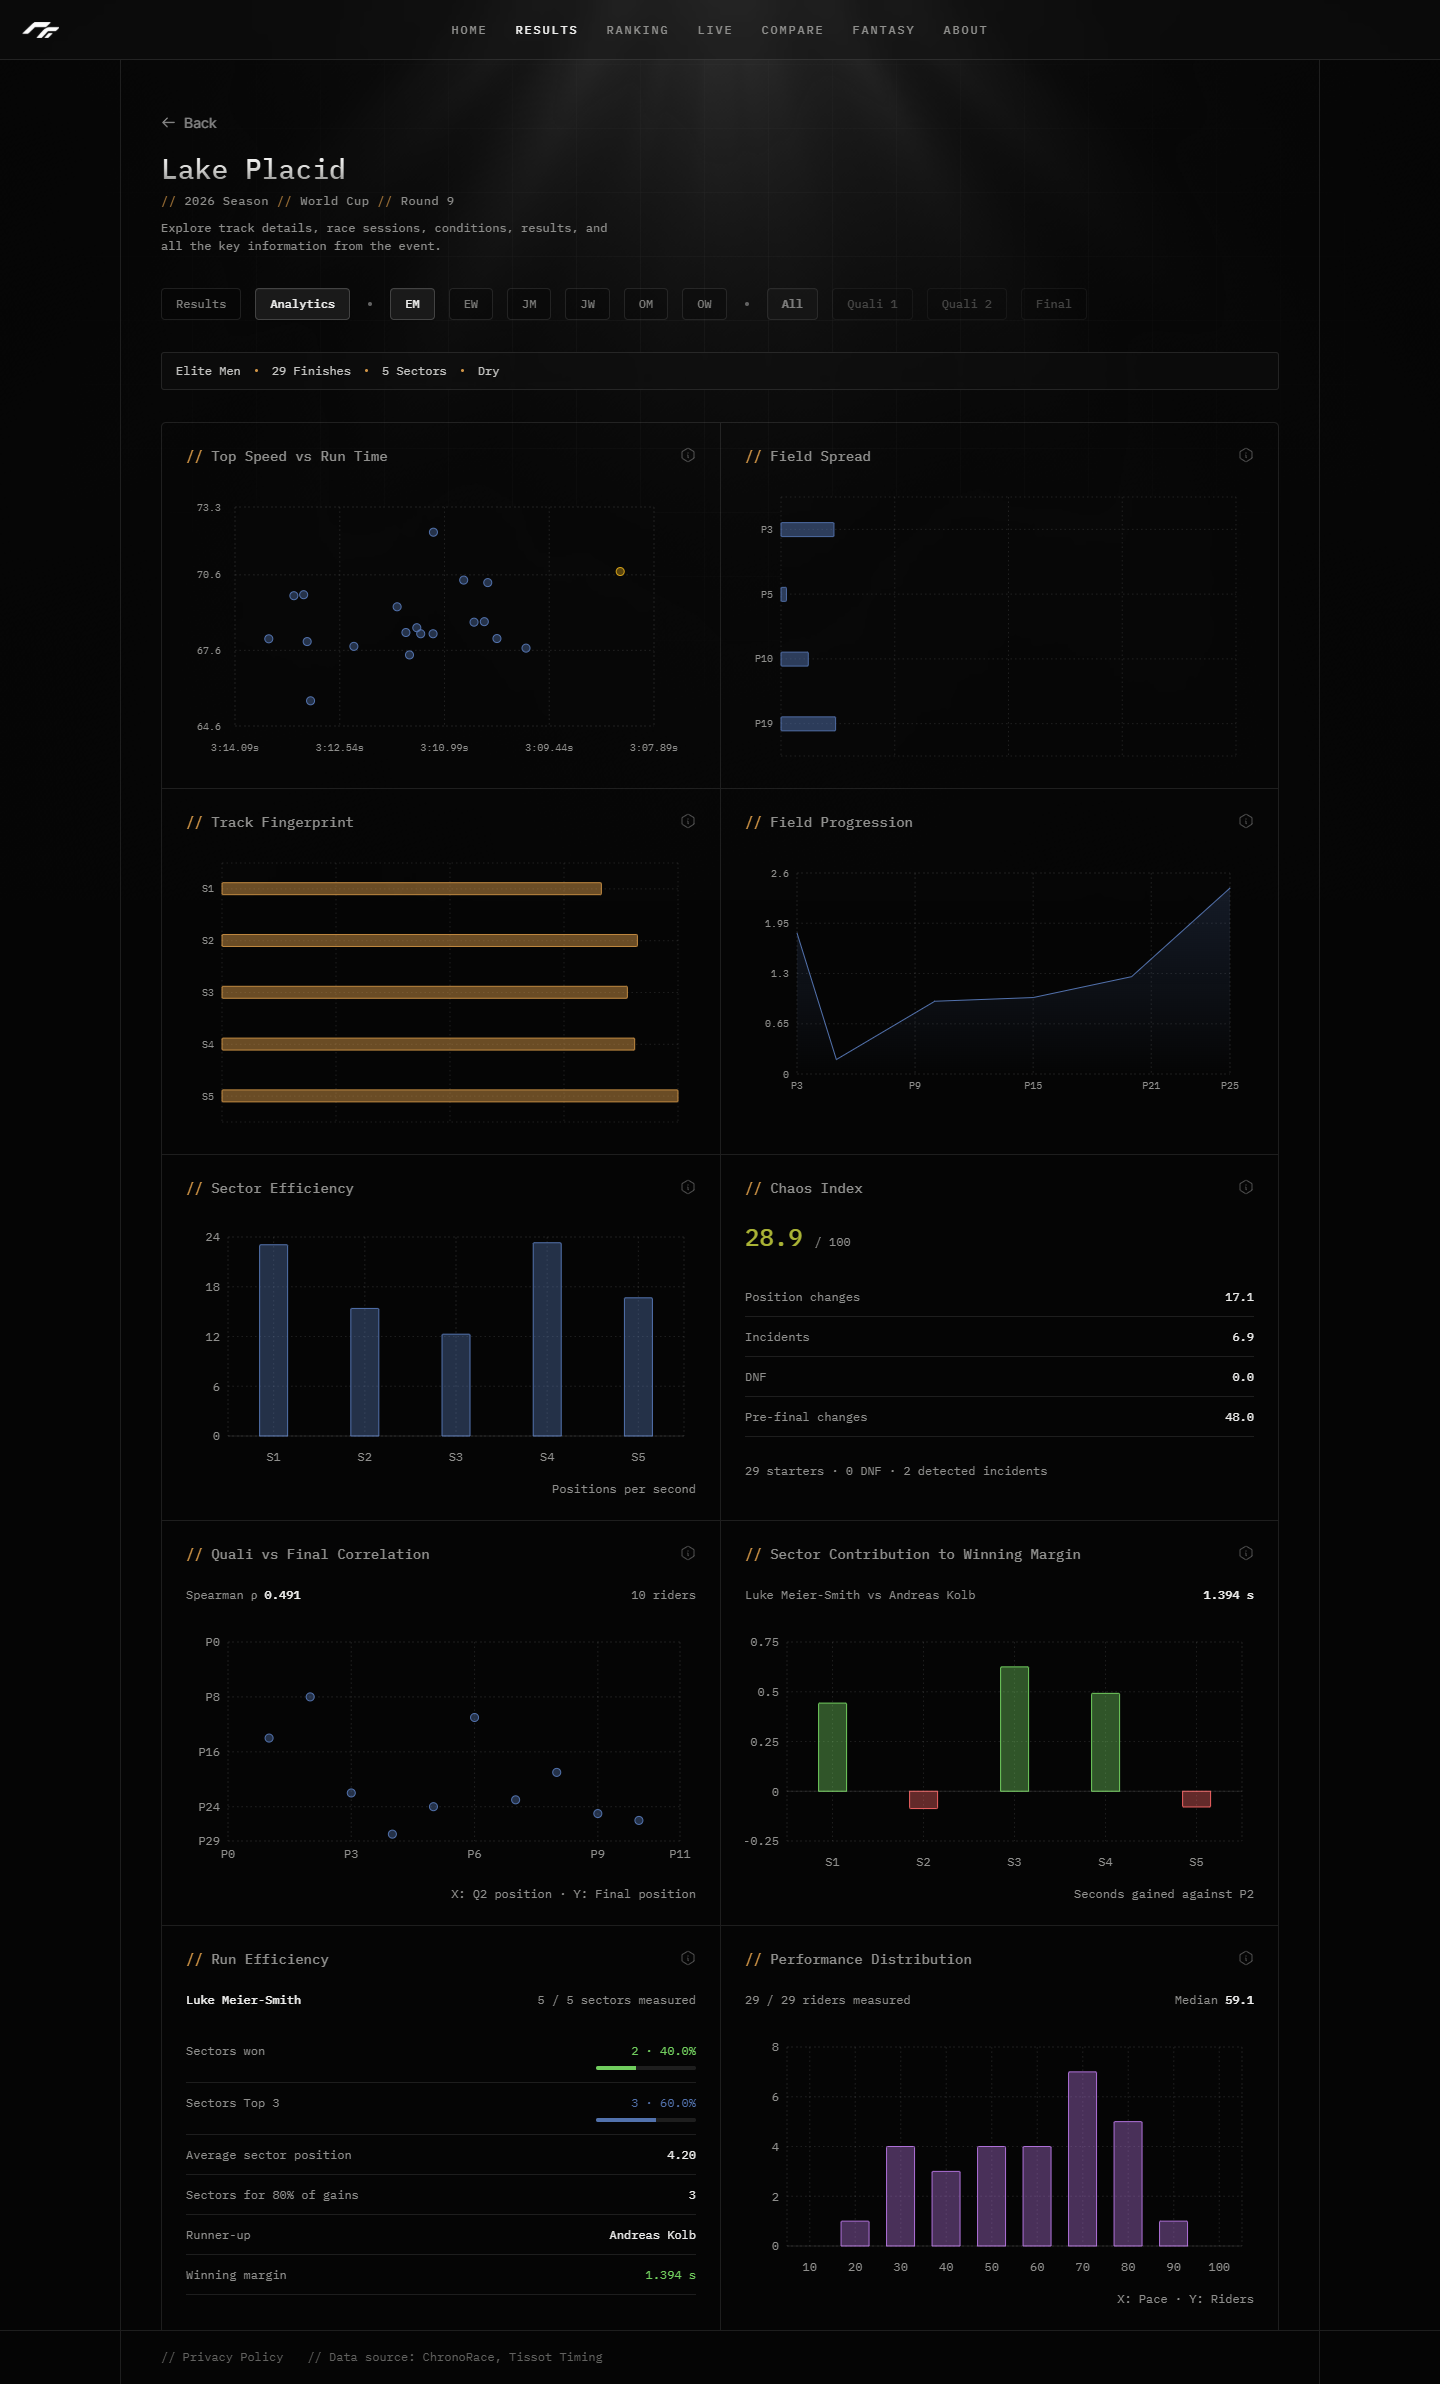 HOME RESULTS RANKING LIVE COMPARE FANTASY ABOUT
← Back
Lake Placid
// 2026 Season // World Cup // Round 9
Explore track details, race sessions, conditions, results, and
all the key information from the event.
Results Analytics • EM EW JM JW OM OW • All Quali 1 Quali 2 Final
Elite Men • 29 Finishes • 5 Sectors • Dry
// Top Speed vs Run Time
73.3
70.6
67.6
64.6
3:14.09s 3:12.54s 3:10.99s 3:09.44s 3:07.89s
// Field Spread
P3
P5
P10
P19
// Track Fingerprint
S1
S2
S3
S4
S5
// Field Progression
2.6
1.95
1.3
0.65
0
P3 P9 P15 P21 P25
// Sector Efficiency
24
18
12
6
0
S1 S2 S3 S4 S5
Positions per second
// Chaos Index
28.9 / 100
Position changes 17.1
Incidents 6.9
DNF 0.0
Pre-final changes 48.0
29 starters · 0 DNF · 2 detected incidents
// Quali vs Final Correlation
Spearman ρ 0.491 10 riders
P0
P8
P16
P24
P29
P0 P3 P6 P9 P11
X: Q2 position · Y: Final position
// Sector Contribution to Winning Margin
Luke Meier-Smith vs Andreas Kolb 1.394 s
0.75
0.5
0.25
0
-0.25
S1 S2 S3 S4 S5
Seconds gained against P2
// Run Efficiency
Luke Meier-Smith 5 / 5 sectors measured
Sectors won 2 · 40.0%
Sectors Top 3 3 · 60.0%
Average sector position 4.20
Sectors for 80% of gains 3
Runner-up Andreas Kolb
Winning margin 1.394 s
// Performance Distribution
29 / 29 riders measured Median 59.1
8
6
4
2
0
10 20 30 40 50 60 70 80 90 100
X: Pace · Y: Riders
// Privacy Policy // Data source: ChronoRace, Tissot Timing